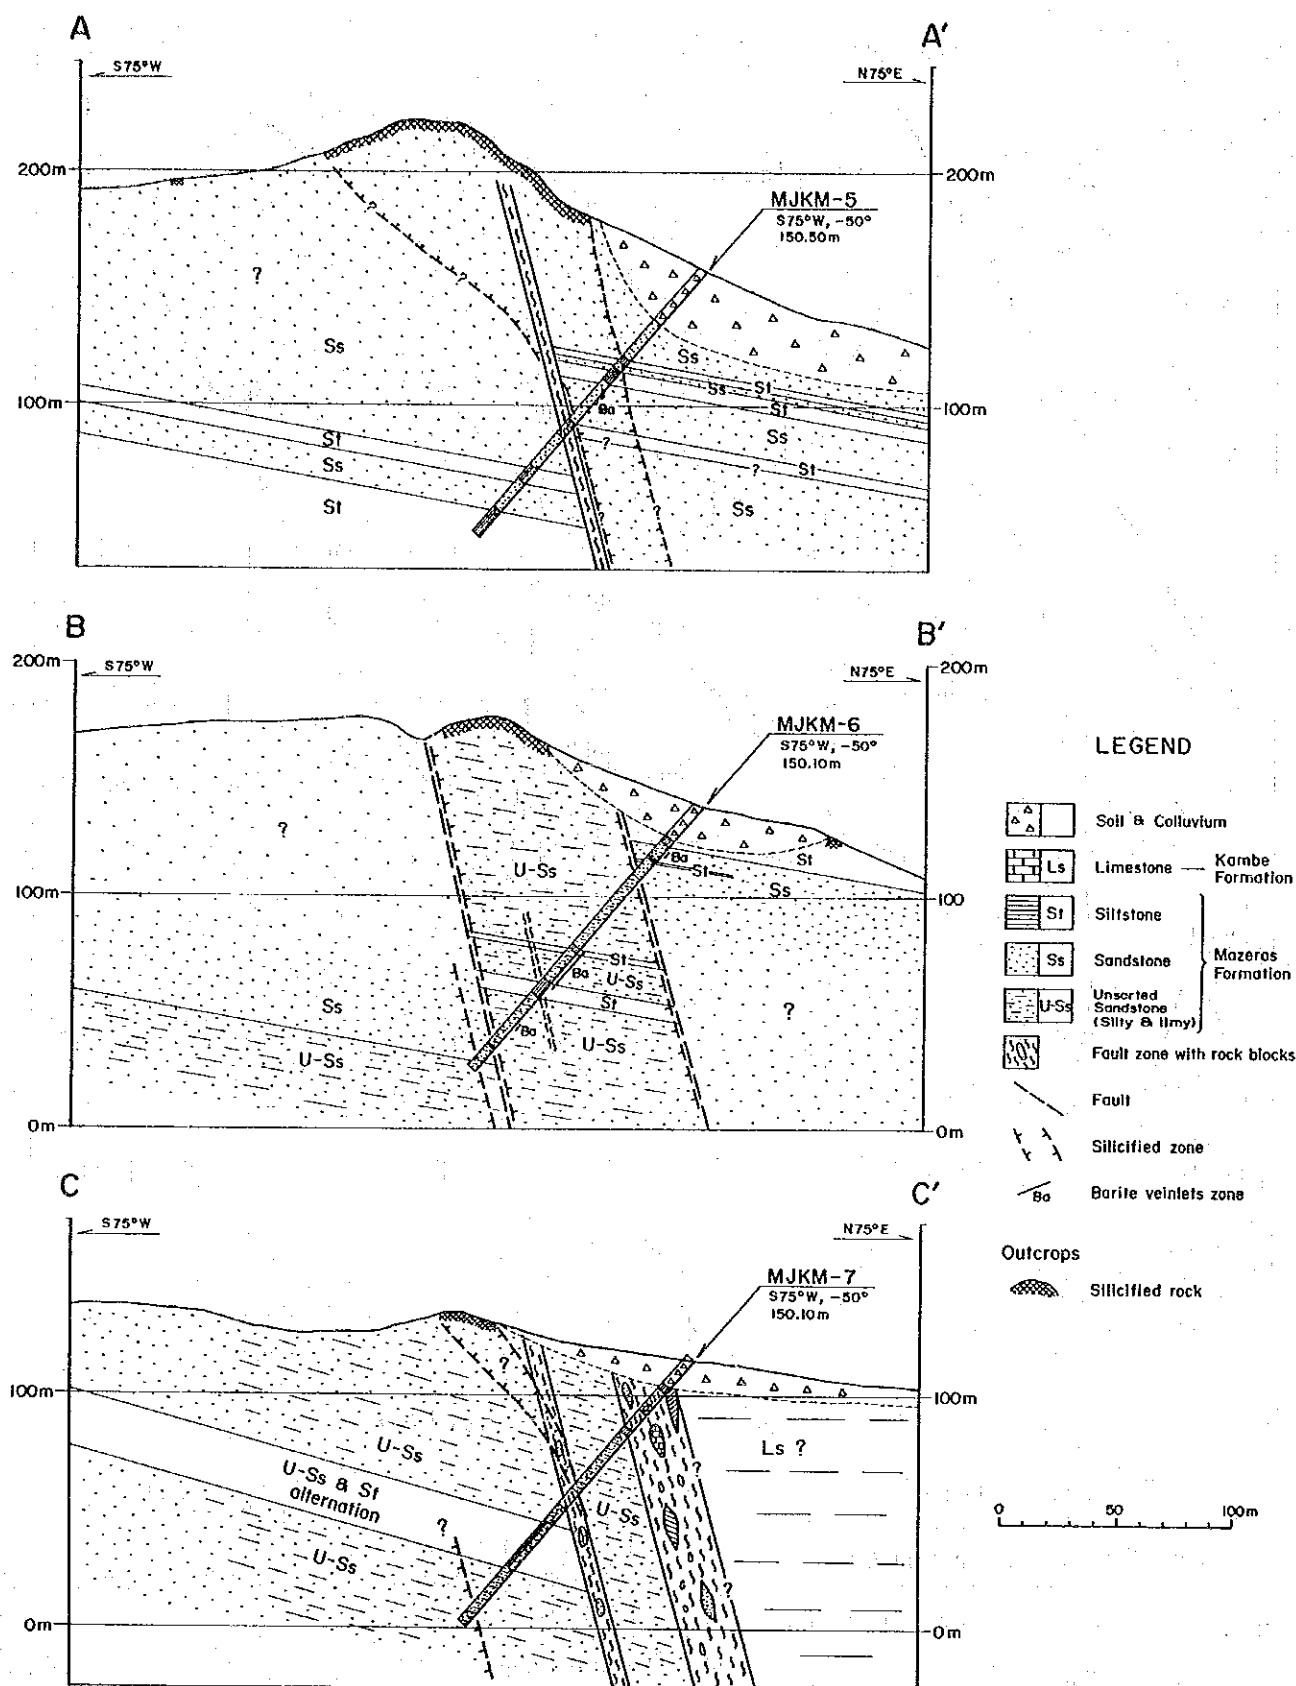 A
A'
S75°W
N75°E
200m
200m
MJKM-5
S75°W, -50°
150.50m
?
?
?
Ss
Ss
St
Ss
St
100m
Ba
100m
Ss
?
St
? St
Ss
Ss
St
?
?
B
B'
200m
200m
S75°W
N75°E
MJKM-6
S75°W, -50°
150.10m
?
Ba
St
U-Ss
St
Ss
100m
100
St
Ba
U-Ss
St
?
Ss
U-Ss
Ba
U-Ss
0m
0m
C
C'
S75°W
N75°E
MJKM-7
S75°W, -50°
150.10m
?
100m
100m
U-Ss
Ls ?
?
U-Ss & St
alternation
U-Ss
?
U-Ss
?
0m
0m
LEGEND
Soil & Colluvium
Ls Limestone
Kambe
Formation
St Siltstone
Ss Sandstone
Mazeras
Formation
U-Ss Unsorted
Sandstone
(Silty & limy)
Fault zone with rock blocks
Fault
Silicified zone
Ba Barite veinlets zone
Outcrops
Silicified rock
0 50 100m